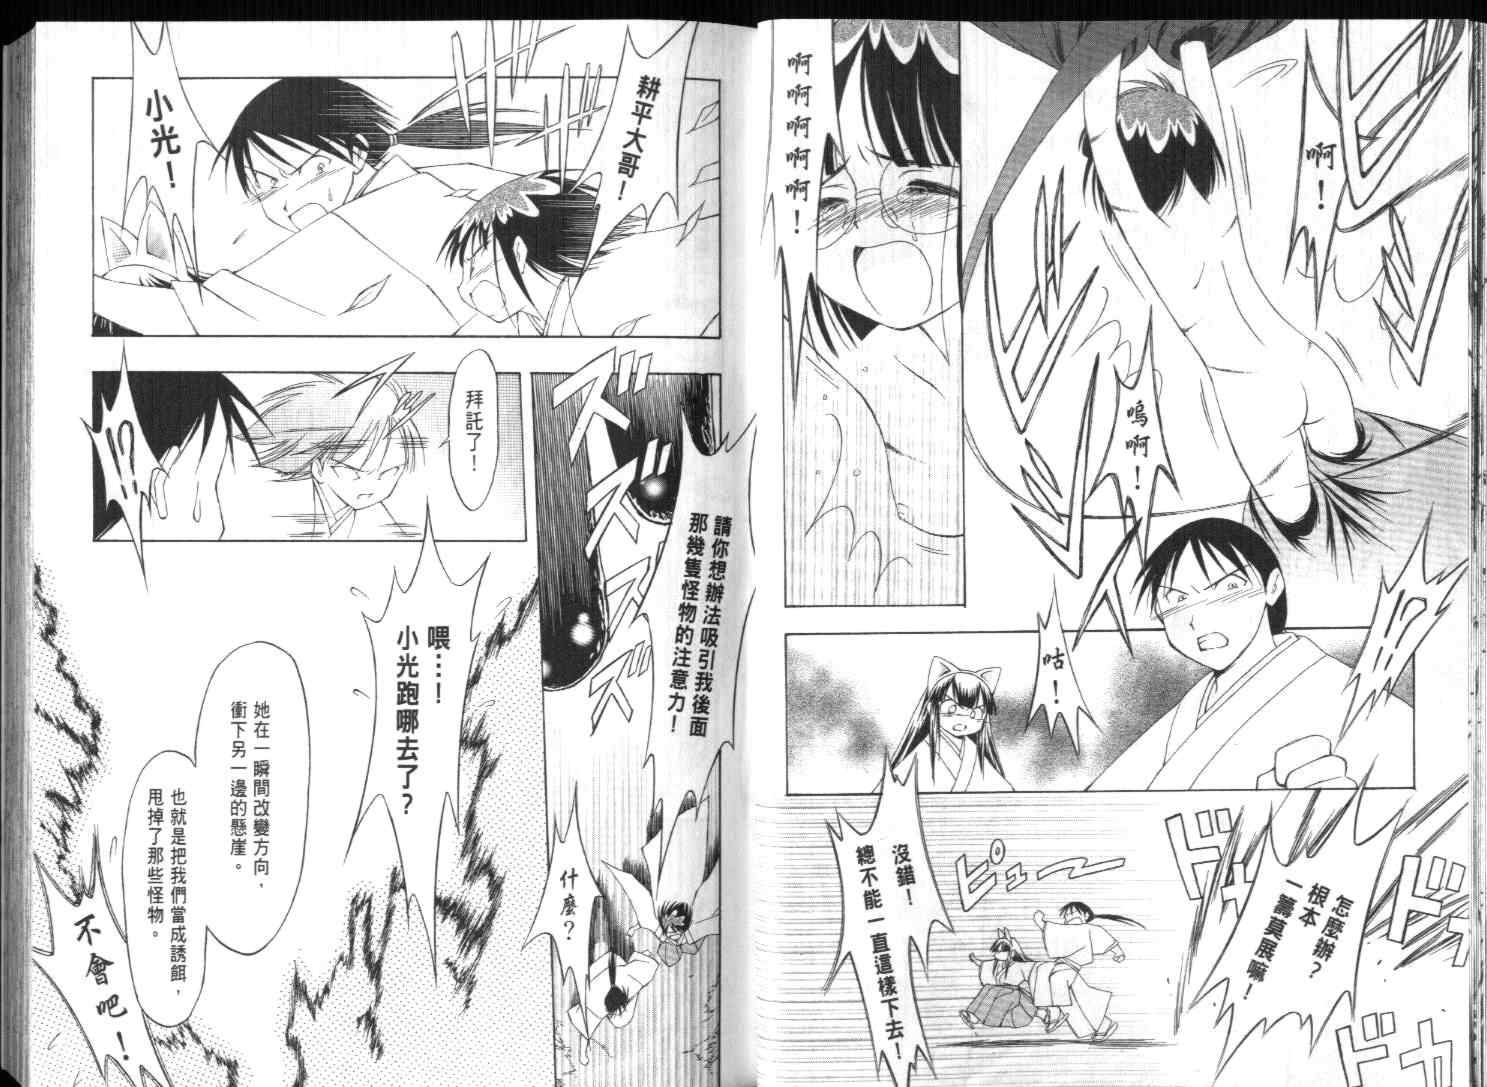 啊！
嗚啊！
啊啊啊啊啊！
!?
咕！
怎麼辦？
根本
一籌莫展嘛！
ドドド
ドドドカ
ピュー
沒錯！
總不能一直這樣下去！
耕平大哥！
小光！
ズズズズ
請你想辦法吸引我後面
那幾隻怪物的注意力！
拜託了！
!?
什麼？
喂…！
小光跑哪去了？
她在一瞬間改變方向，
衝下另一邊的懸崖。
也就是把我們當成誘餌，
甩掉了那些怪物。
不會吧！